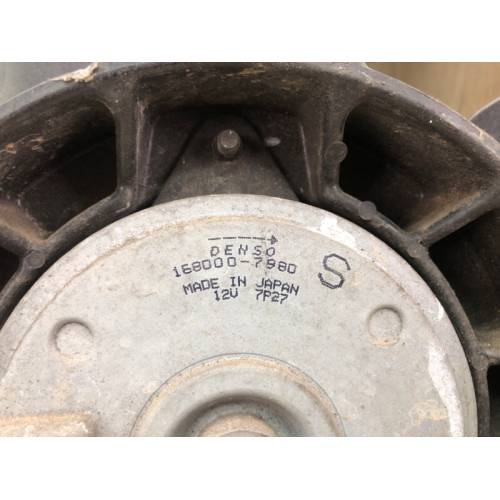 DENSO
168000-7980
S
MADE IN JAPAN
12V 7P27